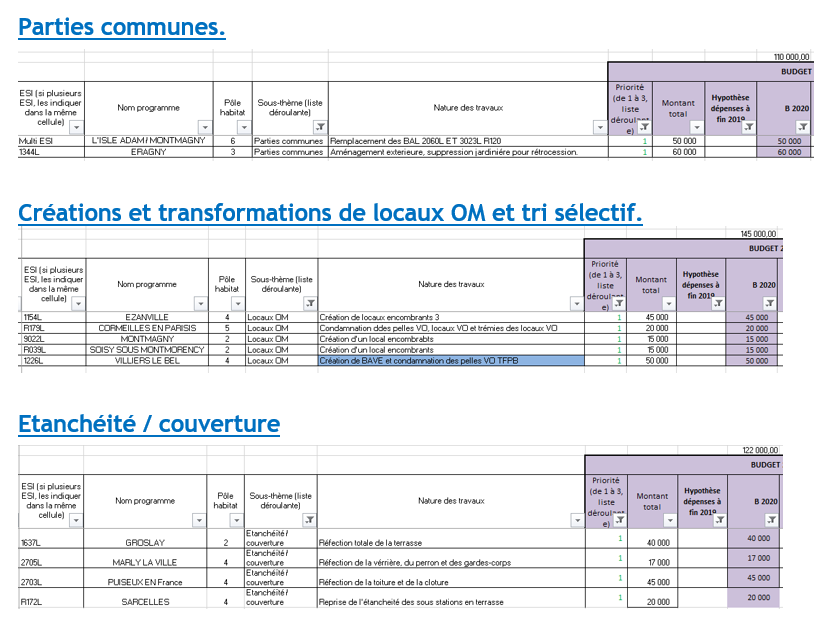 Parties communes.
110 000,00
BUDGET
ESI (si plusieurs ESI, les indiquer dans la même cellule) Nom programme Pôle habitat Sous-thème (liste déroulante) Nature des travaux Priorité (de 1 à 3, liste déroulante) Montant total Hypothèse dépenses à fin 2019 B 2020
Multi ESI L'ISLE ADAM / MONTMAGNY 6 Parties communes Remplacement des BAL 2060L ET 3023L R120 1 50 000 50 000
1344L ERAGNY 3 Parties communes Aménagement exterieure, suppression jardinière pour rétrocession. 1 60 000 60 000
Créations et transformations de locaux OM et tri sélectif.
145 000,00
BUDGET 2
ESI (si plusieurs ESI, les indiquer dans la même cellule) Nom programme Pôle habitat Sous-thème (liste déroulante) Nature des travaux Priorité (de 1 à 3, liste déroulante) Montant total Hypothèse dépenses à fin 2019 B 2020
1154L EZANVILLE 4 Locaux OM Création de locaux encombrants 3 1 45 000 45 000
R179L CORMEILLES EN PARISIS 5 Locaux OM Condamnation ddes pelles VO, locaux VO et trémies des locaux VO 1 20 000 20 000
9022L MONTMAGNY 2 Locaux OM Création d'un local encombrabts 1 15 000 15 000
R039L SOISY SOUS MONTMORENCY 2 Locaux OM Création d'un local encombrants 1 15 000 15 000
1226L VILLIERS LE BEL 4 Locaux OM Création de BAVE et condamnation des pelles VO TFPB 1 50 000 50 000
Etanchéité / couverture
122 000,00
BUDGET
ESI (si plusieurs ESI, les indiquer dans la même cellule) Nom programme Pôle habitat Sous-thème (liste déroulante) Nature des travaux Priorité (de 1 à 3, liste déroulante) Montant total Hypothèse dépenses à fin 2019 B 2020
1637L GROSLAY 2 Etanchéité / couverture Réfection totale de la terrasse 1 40 000 40 000
2705L MARLY LA VILLE 4 Etanchéité / couverture Réfection de la vérrière, du perron et des gardes-corps 1 17 000 17 000
2703L PUISEUX EN France 4 Etanchéité / couverture Réfection de la toiture et de la cloture 1 45 000 45 000
R172L SARCELLES 4 Etanchéité / couverture Reprise de l'étancheité des sous stations en terrasse 1 20 000 20 000